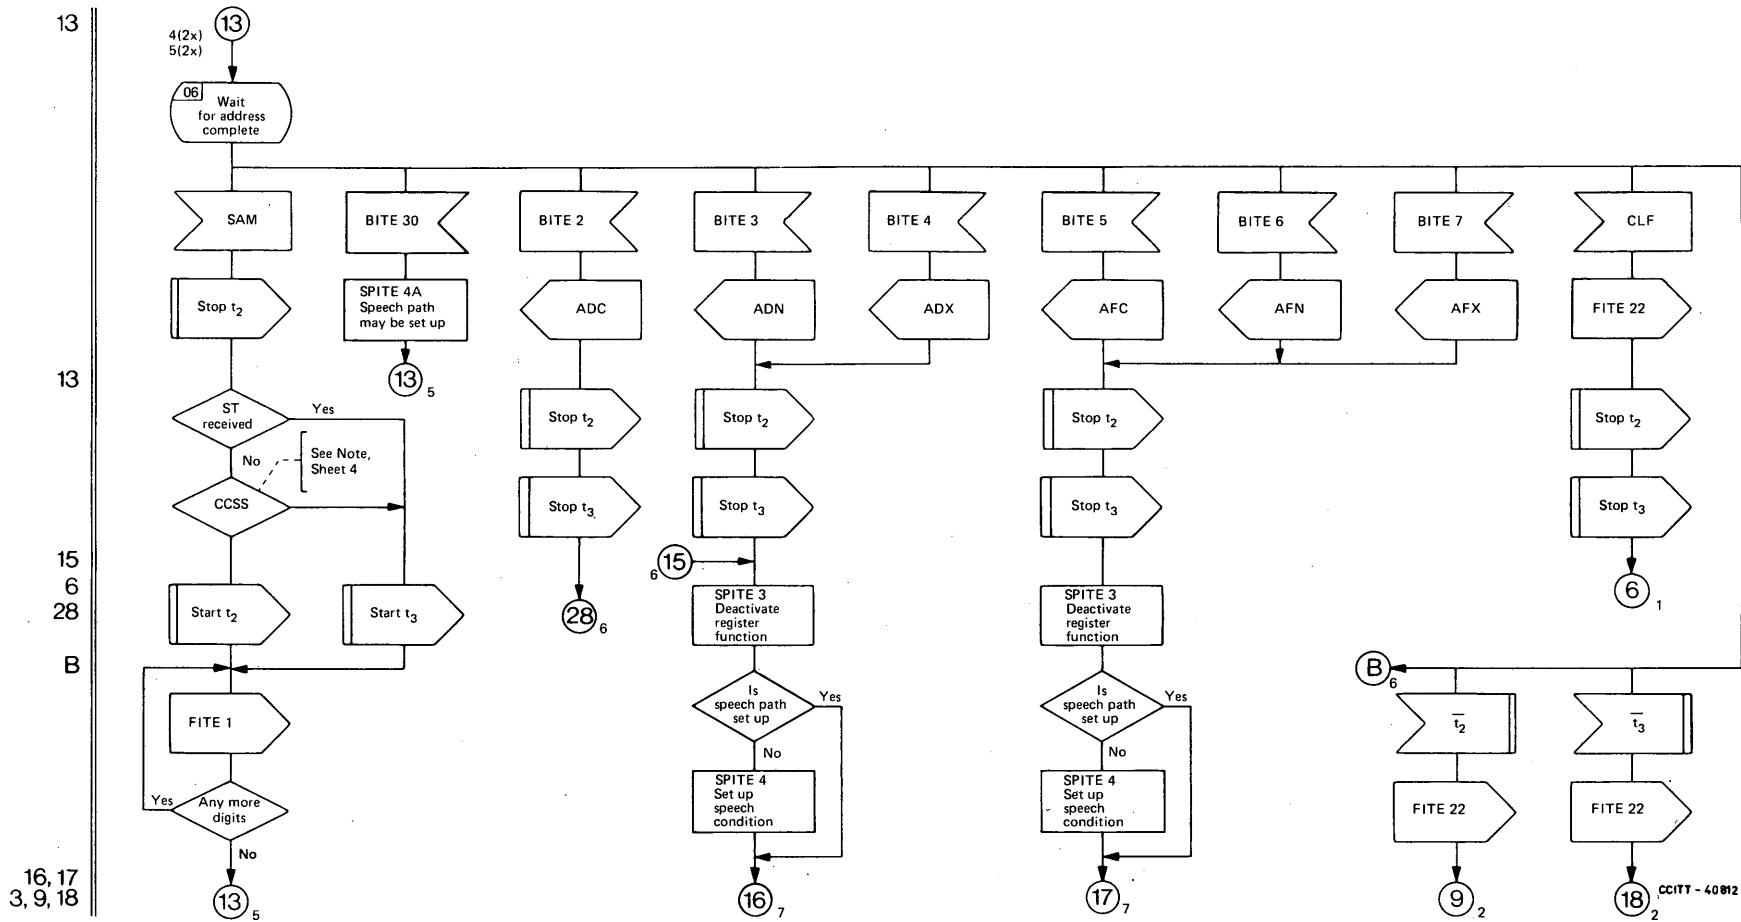 13
13
4(2x)
5(2x)
06
Wait
for address
complete
SAM
BITE 30
BITE 2
BITE 3
BITE 4
BITE 5
BITE 6
BITE 7
CLF
Stop t2
SPITE 4A
Speech path
may be set up
ADC
ADN
ADX
AFC
AFN
AFX
FITE 22
13
13
5
ST
received
Yes
No
See Note,
Sheet 4
CCSS
Stop t2
Stop t2
Stop t2
Stop t2
Stop t3
Stop t3
Stop t3
Stop t3
15
6
28
B
15
6
Start t2
Start t3
28
6
SPITE 3
Deactivate
register
function
SPITE 3
Deactivate
register
function
6
1
B
6
FITE 1
Is
speech path
set up
Yes
No
Is
speech path
set up
Yes
No
t2
t3
Any more
digits
Yes
No
SPITE 4
Set up
speech
condition
SPITE 4
Set up
speech
condition
FITE 22
FITE 22
16, 17
3, 9, 18
13
5
16
7
17
7
9
2
18
2
CCITT - 40812